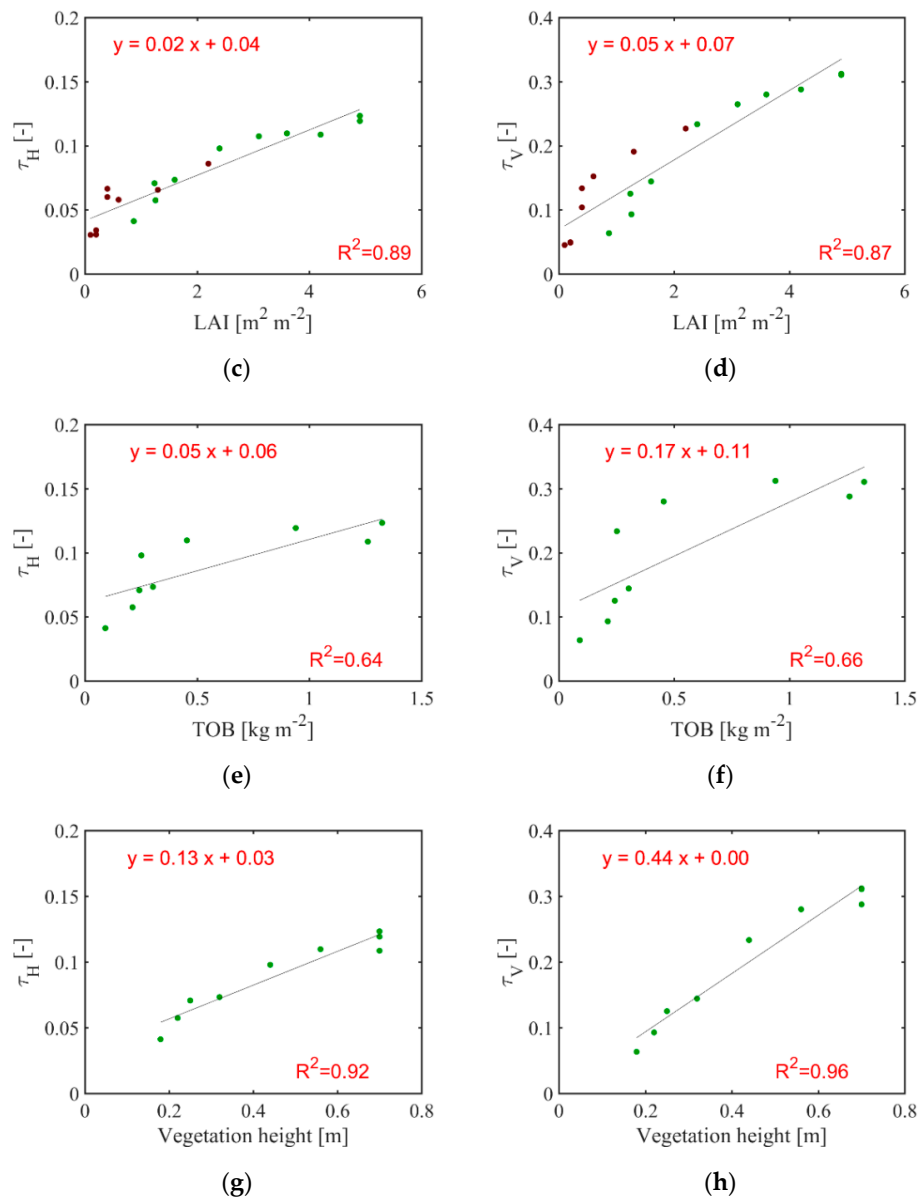 0.2
y = 0.02 x + 0.04
0.15
0.1
0.05
0
τ_H [-]
R²=0.89
0 2 4 6
LAI [m² m⁻²]
(c)
0.4
y = 0.05 x + 0.07
0.3
0.2
0.1
0
τ_V [-]
R²=0.87
0 2 4 6
LAI [m² m⁻²]
(d)
0.2
y = 0.05 x + 0.06
0.15
0.1
0.05
0
τ_H [-]
R²=0.64
0 0.5 1 1.5
TOB [kg m⁻²]
(e)
0.4
y = 0.17 x + 0.11
0.3
0.2
0.1
0
τ_V [-]
R²=0.66
0 0.5 1 1.5
TOB [kg m⁻²]
(f)
0.2
y = 0.13 x + 0.03
0.15
0.1
0.05
0
τ_H [-]
R²=0.92
0 0.2 0.4 0.6 0.8
Vegetation height [m]
(g)
0.4
y = 0.44 x + 0.00
0.3
0.2
0.1
0
τ_V [-]
R²=0.96
0 0.2 0.4 0.6 0.8
Vegetation height [m]
(h)